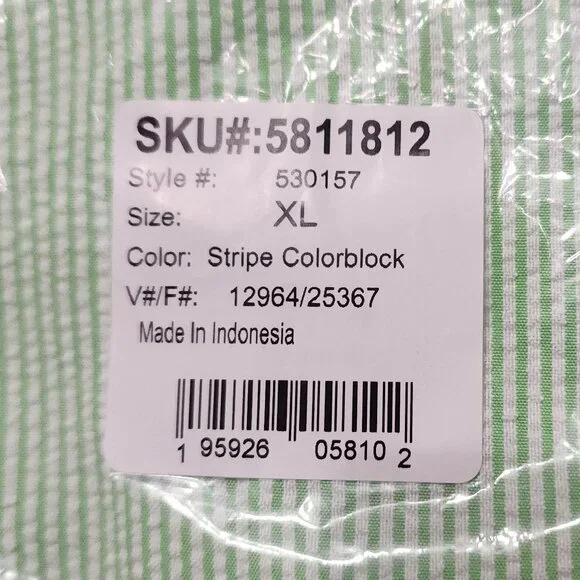 SKU#:5811812
Style #: 530157
Size: XL
Color: Stripe Colorblock
V#/F#: 12964/25367
Made In Indonesia
1 95926 05810 2